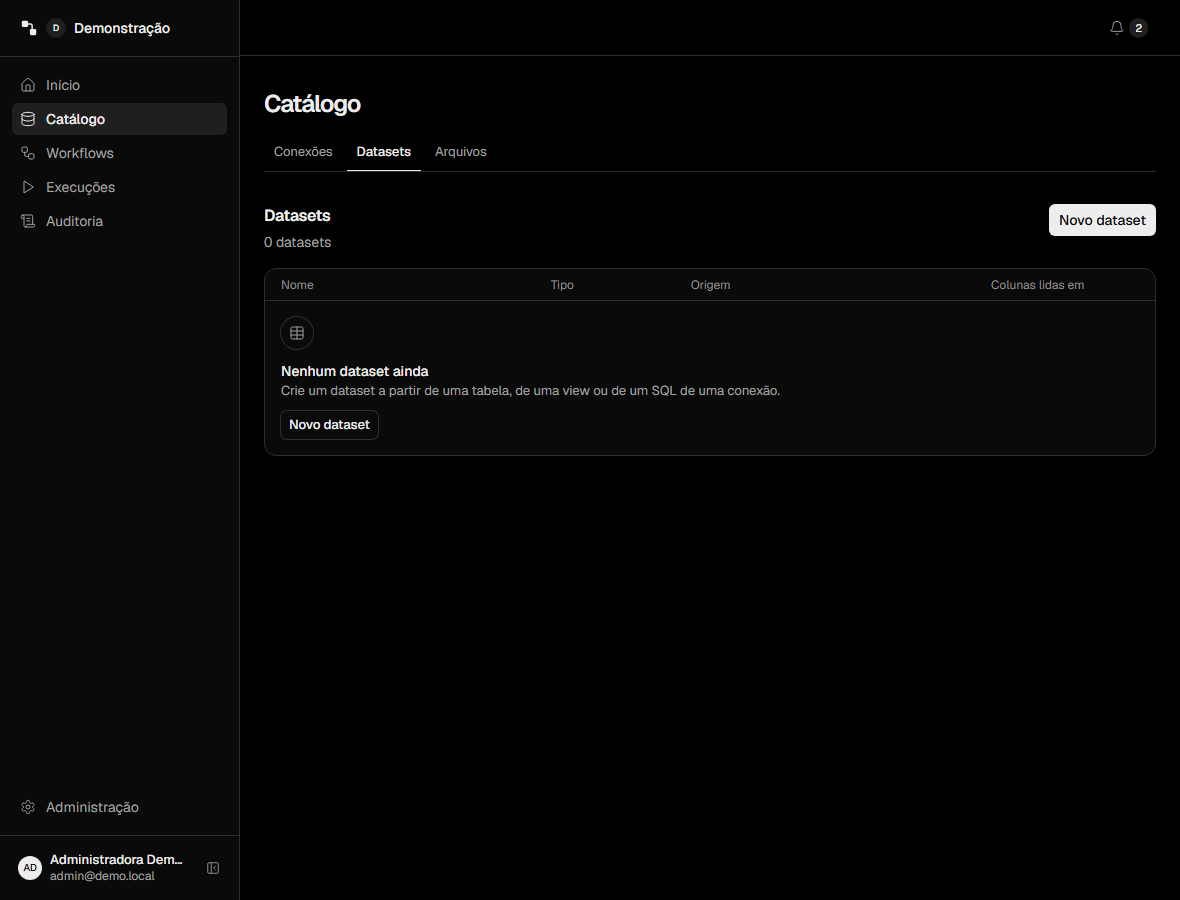 D Demonstração
2
Início
Catálogo
Workflows
Execuções
Auditoria
Catálogo
Conexões Datasets Arquivos
Datasets
0 datasets
Novo dataset
Nome Tipo Origem Colunas lidas em
Nenhum dataset ainda
Crie um dataset a partir de uma tabela, de uma view ou de um SQL de uma conexão.
Novo dataset
Administração
AD
Administradora Dem...
admin@demo.local